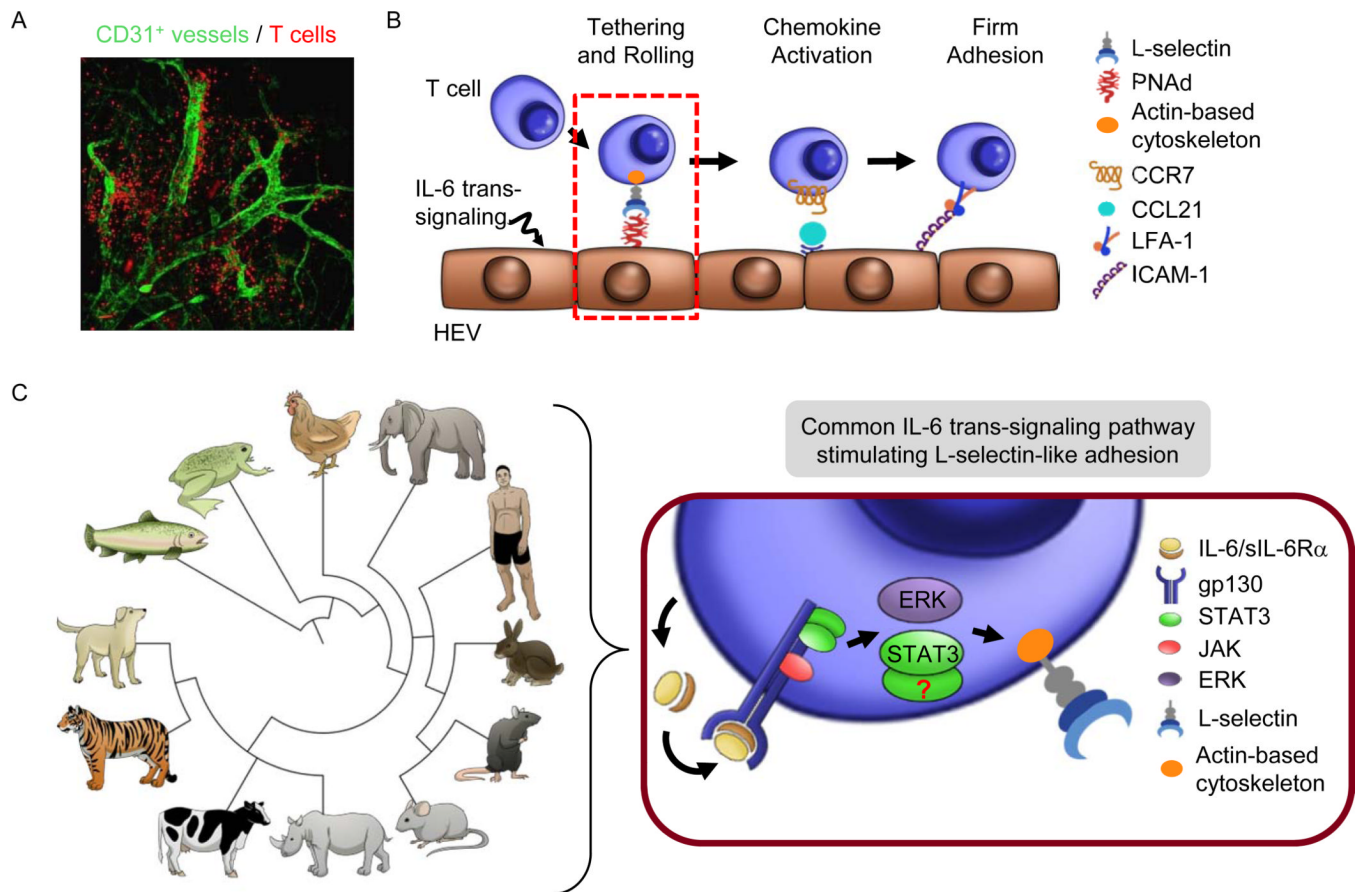 A
CD31⁺ vessels / T cells
B
Tethering
and Rolling
Chemokine
Activation
Firm
Adhesion
T cell
IL-6 trans-
signaling
HEV
L-selectin
PNAd
Actin-based
cytoskeleton
CCR7
CCL21
LFA-1
ICAM-1
C
Common IL-6 trans-signaling pathway
stimulating L-selectin-like adhesion
ERK
STAT3
?
IL-6/sIL-6Rα
gp130
STAT3
JAK
ERK
L-selectin
Actin-based
cytoskeleton